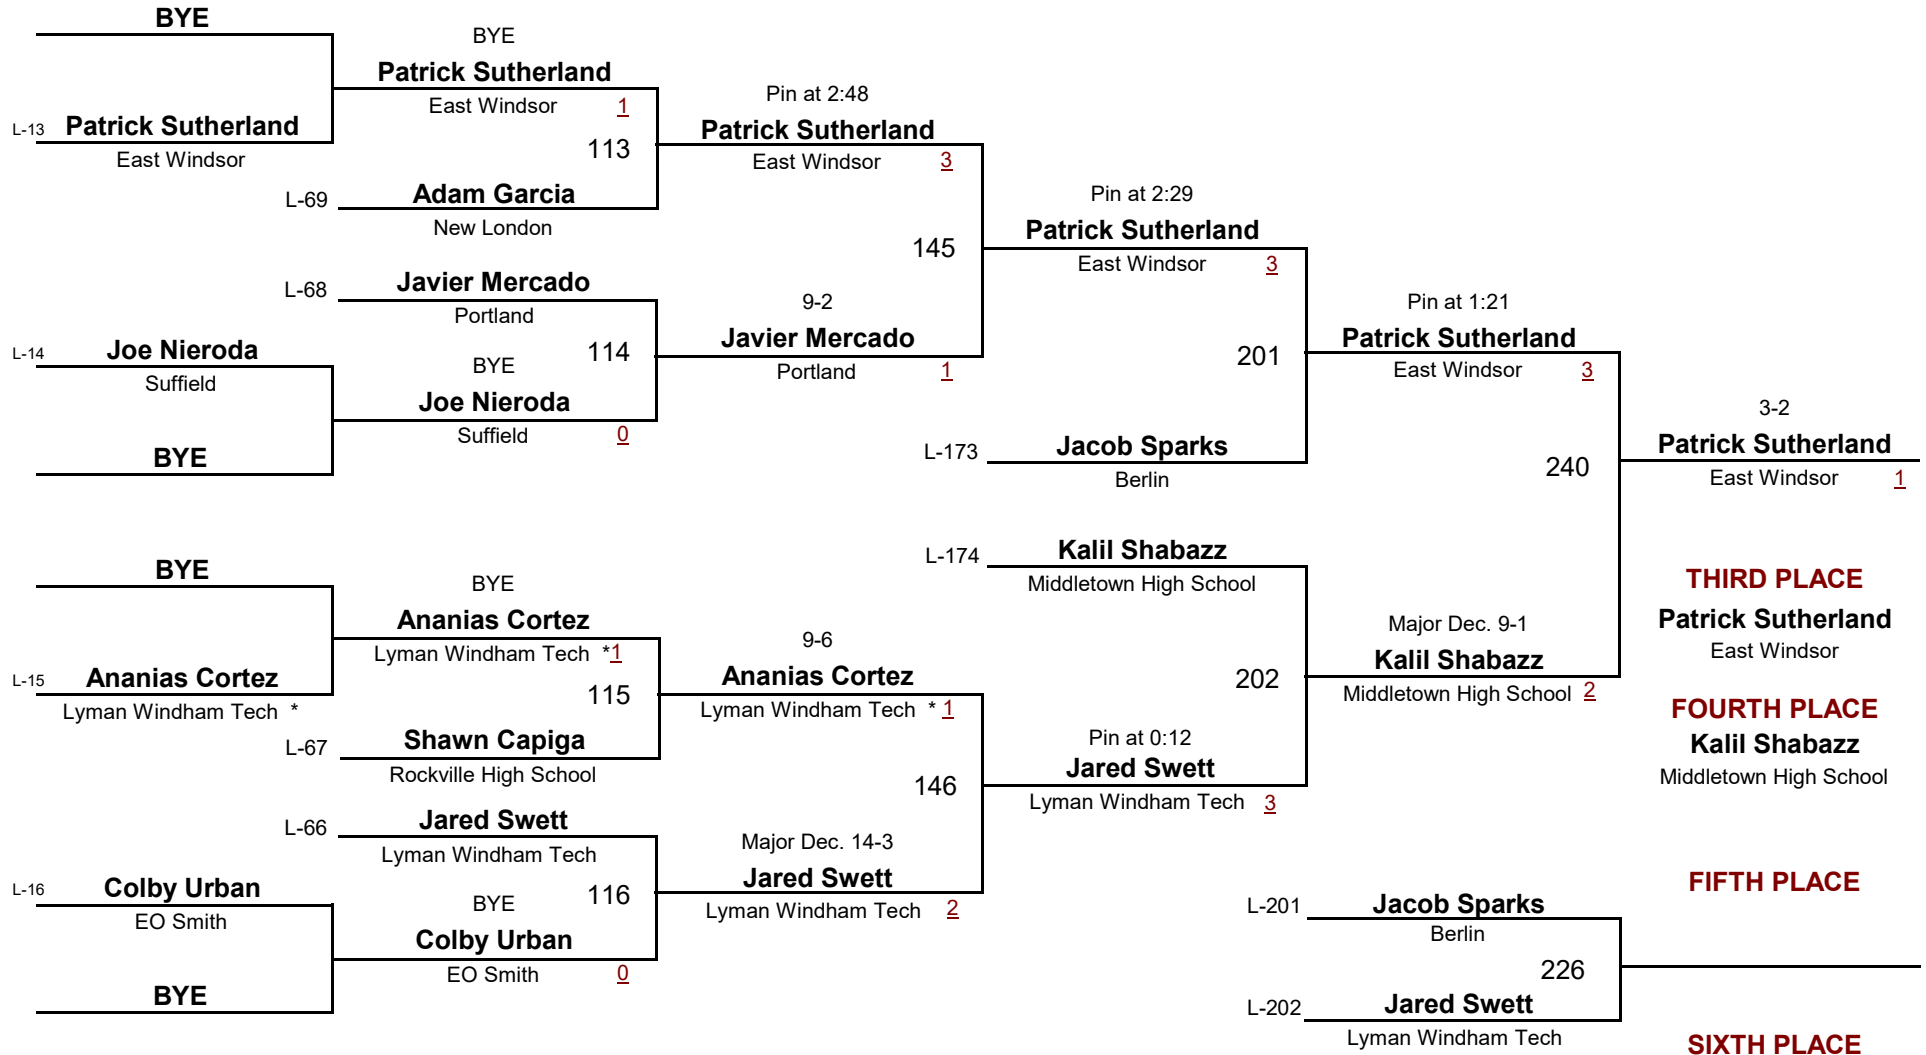 BYE
BYE
Patrick Sutherland
East Windsor 1
L-13 Patrick Sutherland
East Windsor
113
L-69 Adam Garcia
New London
Pin at 2:48
Patrick Sutherland
East Windsor 3
145
L-68 Javier Mercado
Portland
L-14 Joe Nieroda
Suffield
114
BYE
Joe Nieroda
Suffield 0
BYE
9-2
Javier Mercado
Portland 1
Pin at 2:29
Patrick Sutherland
East Windsor 3
201
L-173 Jacob Sparks
Berlin
Pin at 1:21
Patrick Sutherland
East Windsor 3
240
3-2
Patrick Sutherland
East Windsor 1
BYE
BYE
Ananias Cortez
Lyman Windham Tech *1
L-15 Ananias Cortez
Lyman Windham Tech *
115
L-67 Shawn Capiga
Rockville High School
9-6
Ananias Cortez
Lyman Windham Tech * 1
146
L-66 Jared Swett
Lyman Windham Tech
L-16 Colby Urban
EO Smith
116
BYE
Colby Urban
EO Smith 0
BYE
Major Dec. 14-3
Jared Swett
Lyman Windham Tech 2
L-174 Kalil Shabazz
Middletown High School
202
Pin at 0:12
Jared Swett
Lyman Windham Tech 3
Major Dec. 9-1
Kalil Shabazz
Middletown High School 2
THIRD PLACE
Patrick Sutherland
East Windsor
FOURTH PLACE
Kalil Shabazz
Middletown High School
FIFTH PLACE
L-201 Jacob Sparks
Berlin
226
L-202 Jared Swett
Lyman Windham Tech
SIXTH PLACE